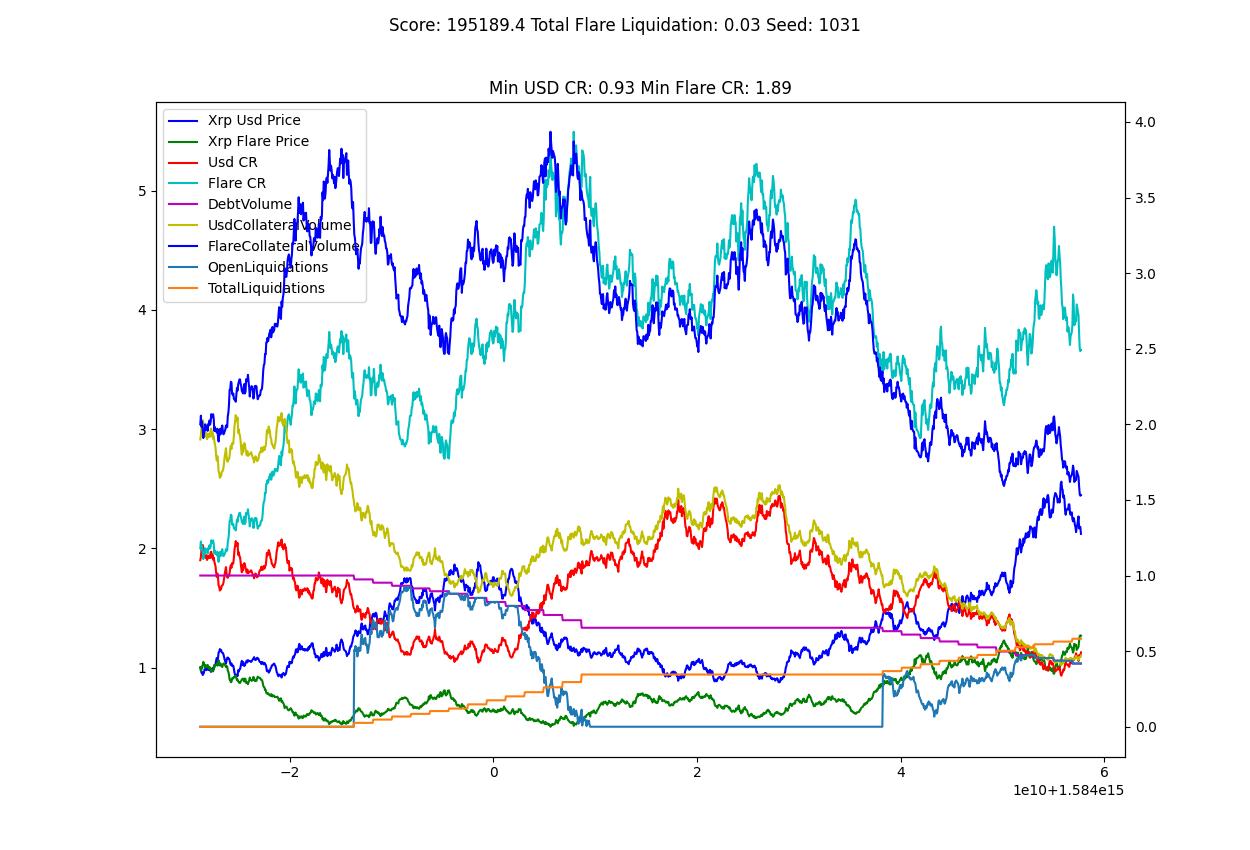 Score: 195189.4 Total Flare Liquidation: 0.03 Seed: 1031
Min USD CR: 0.93 Min Flare CR: 1.89
Xrp Usd Price
Xrp Flare Price
Usd CR
Flare CR
DebtVolume
UsdCollateralVolume
FlareCollateralVolume
OpenLiquidations
TotalLiquidations
5
4
3
2
1
4.0
3.5
3.0
2.5
2.0
1.5
1.0
0.5
0.0
−2
0
2
4
6
1e10+1.584e15